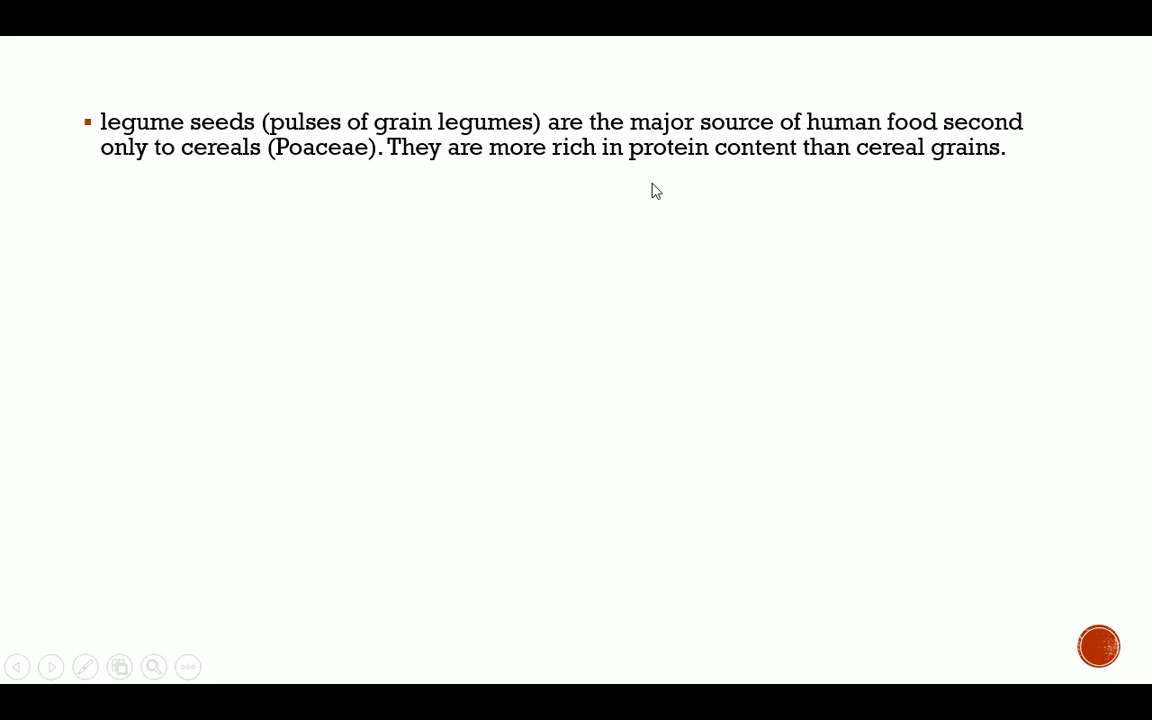 legume seeds (pulses of grain legumes) are the major source of human food second
only to cereals (Poaceae). They are more rich in protein content than cereal grains.